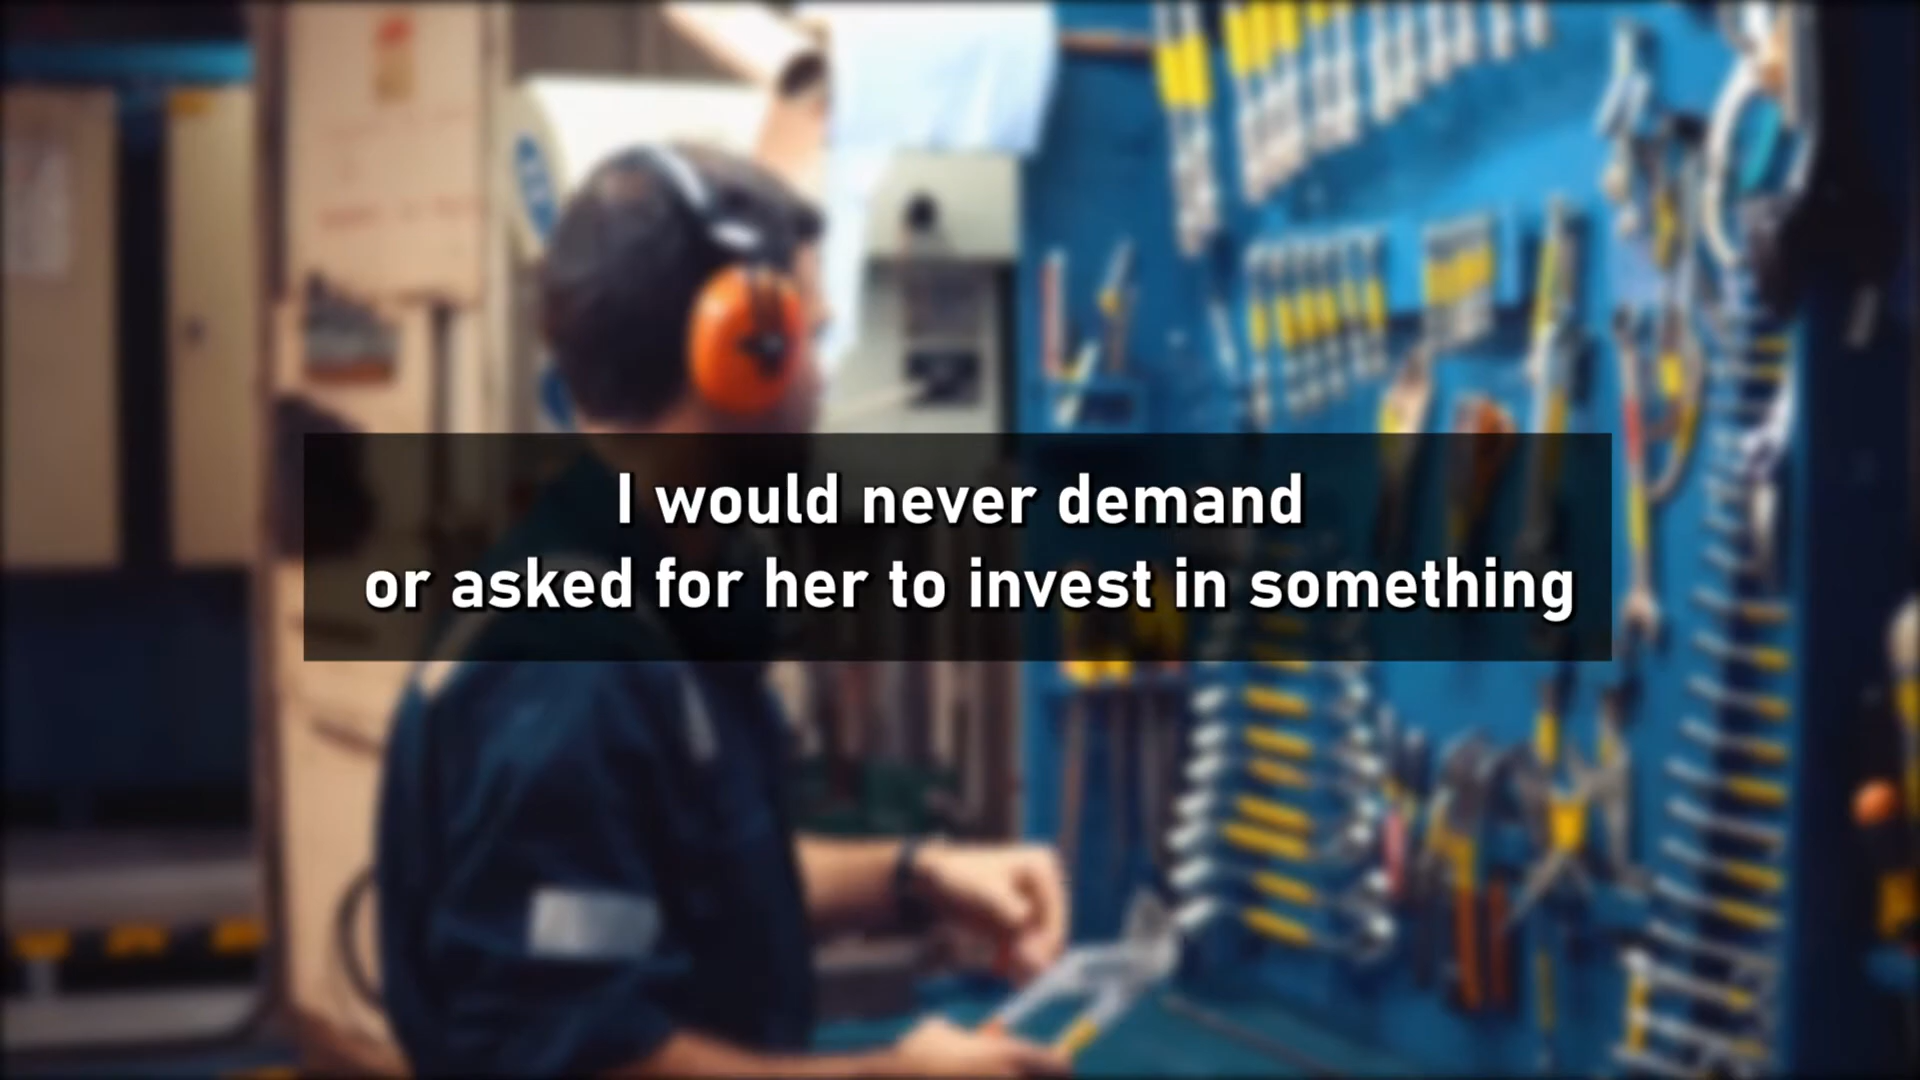 I would never demand
or asked for her to invest in something